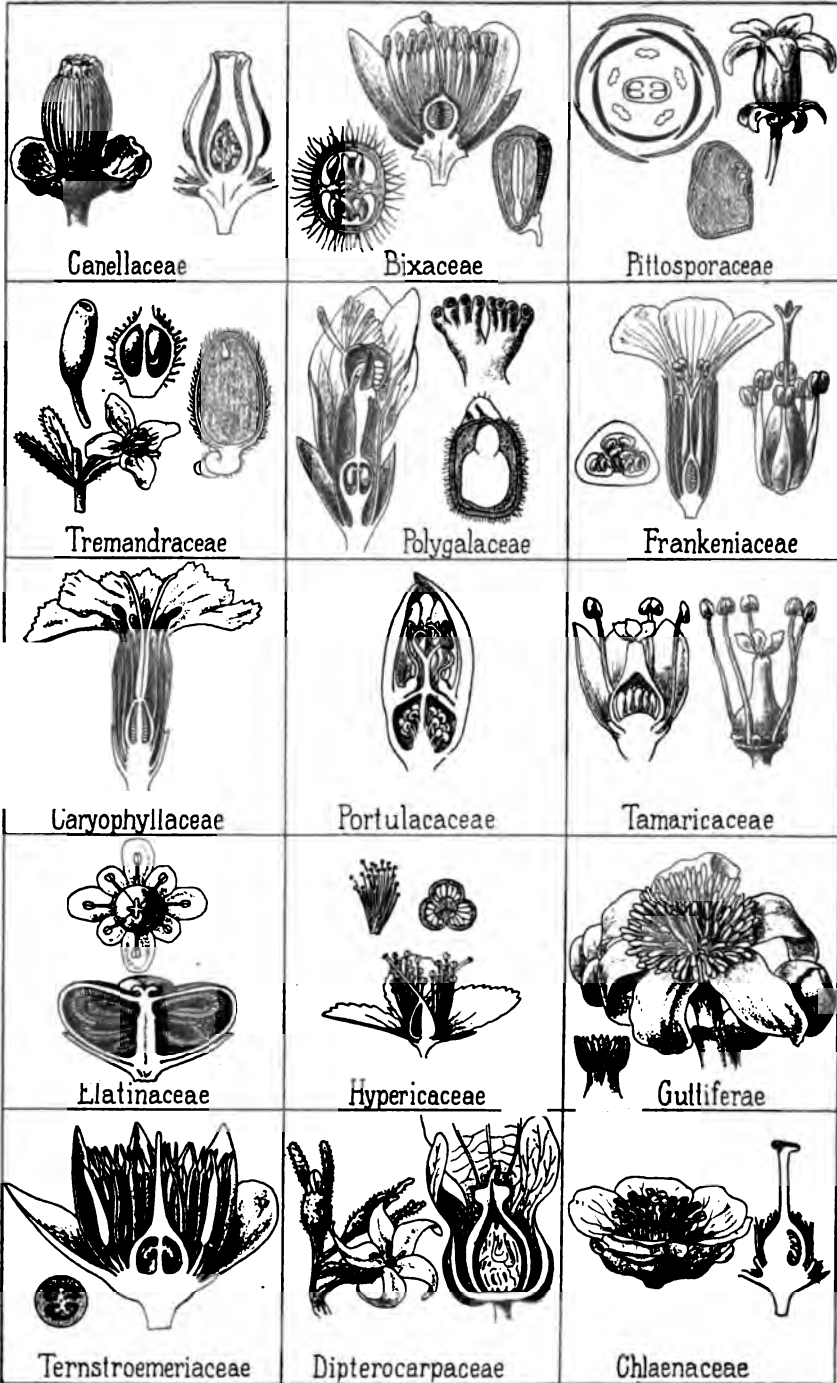 Canellaceae
Bixaceae
Pittosporaceae
Tremandraceae
Polygalaceae
Frankeniaceae
Caryophyllaceae
Portulacaceae
Tamaricaceae
Elatinaceae
Hypericaceae
Guttiferae
Ternstroemeriaceae
Dipterocarpaceae
Chlaenaceae